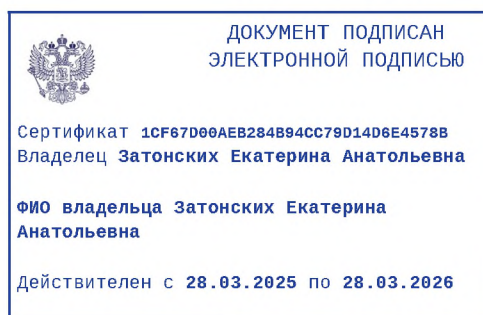 ДОКУМЕНТ ПОДПИСАН
ЭЛЕКТРОННОЙ ПОДПИСЬЮ
Сертификат 1CF67D00AEB284B94CC79D14D6E4578B
Владелец Затонских Екатерина Анатольевна
ФИО владельца Затонских Екатерина
Анатольевна
Действителен с 28.03.2025 по 28.03.2026